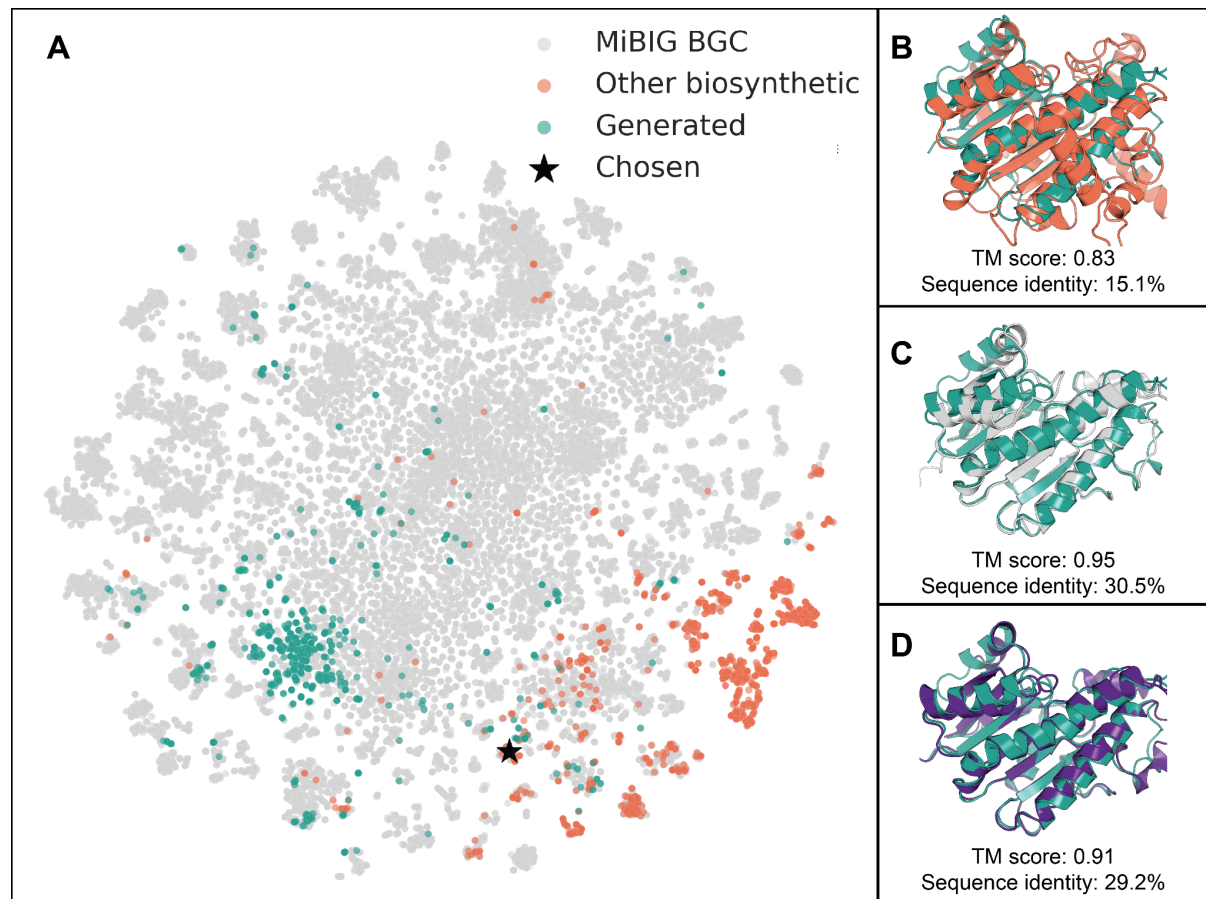 A
MiBIG BGC
Other biosynthetic
Generated
Chosen
B
TM score: 0.83
Sequence identity: 15.1%
C
TM score: 0.95
Sequence identity: 30.5%
D
TM score: 0.91
Sequence identity: 29.2%